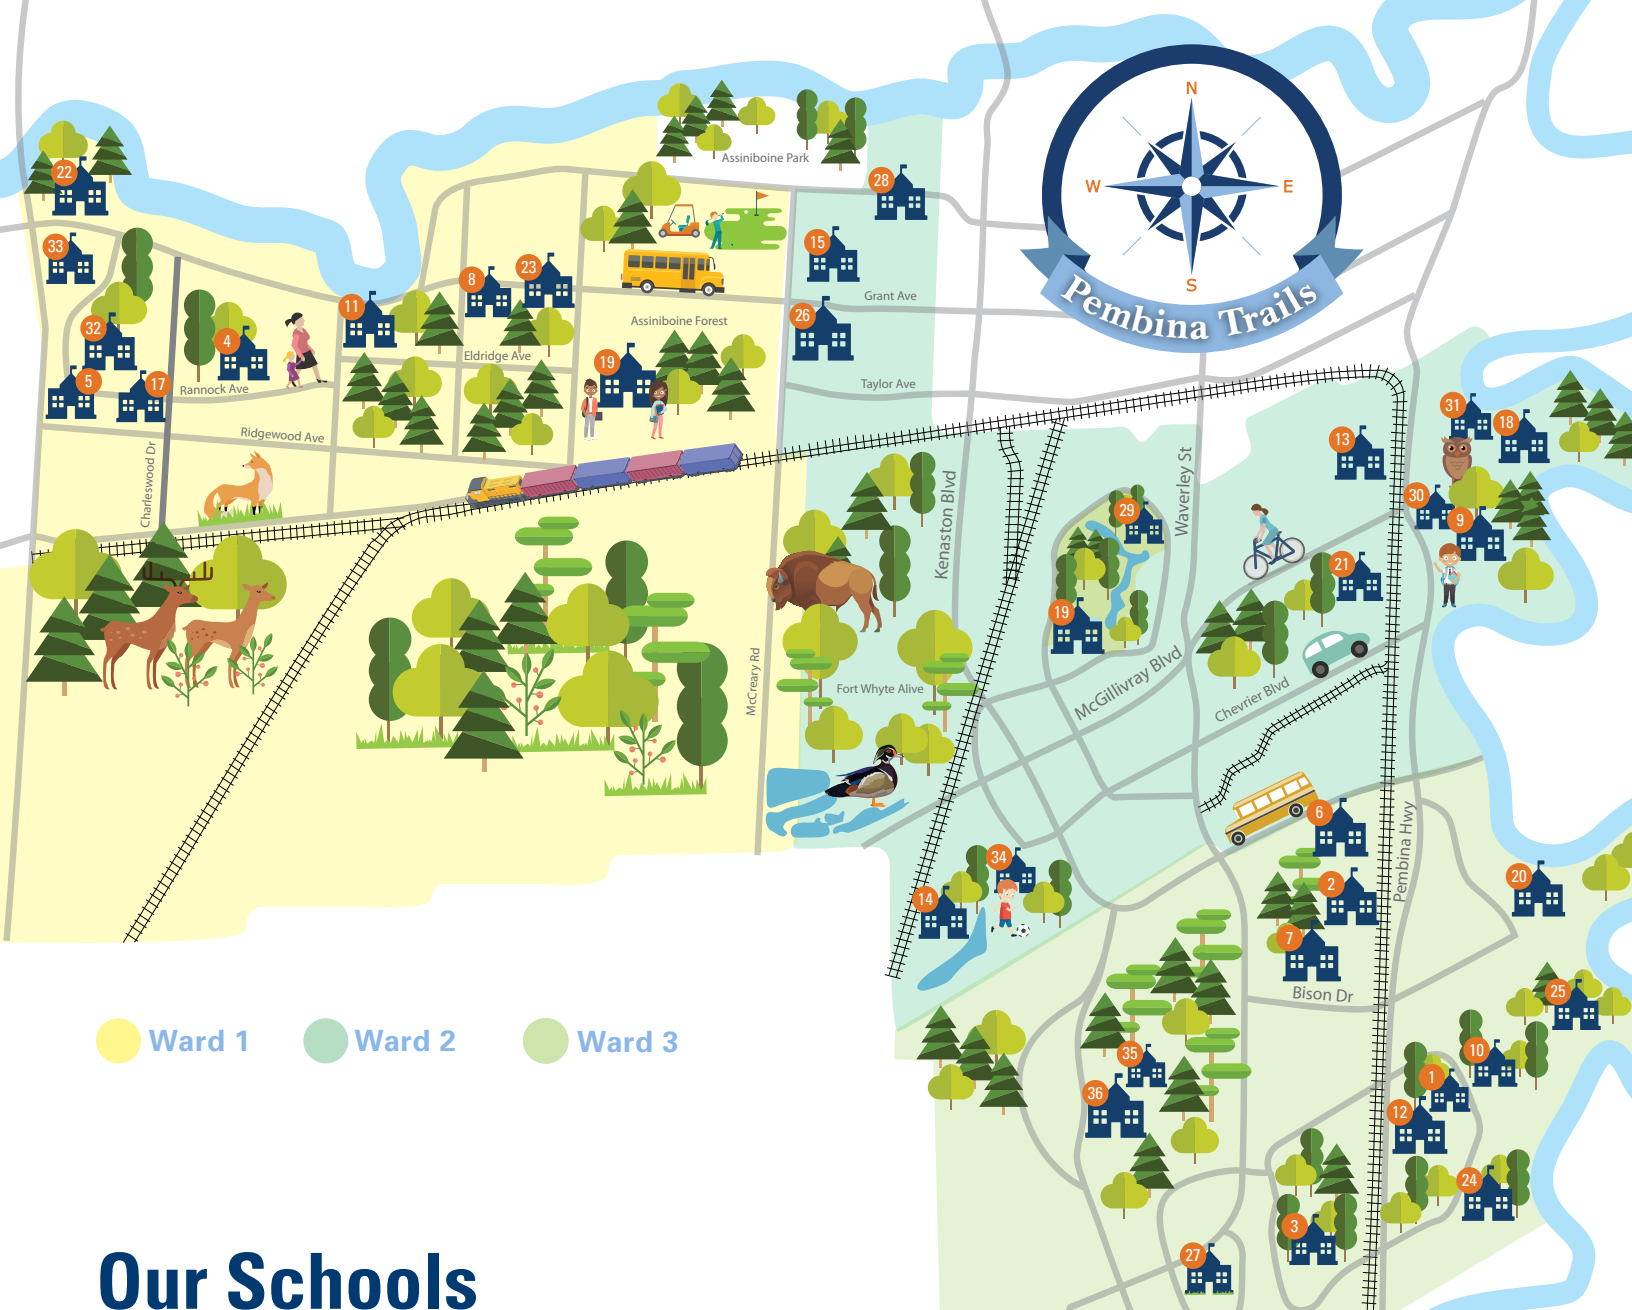 N
W
E
S
Pembina Trails
Assiniboine Park
22
28
33
15
23
8
11
Grant Ave
26
Assiniboine Forest
32
4
Eldridge Ave
19
5
17
Rannock Ave
Taylor Ave
31
18
Ridgewood Ave
13
Charleswood Dr
Kenaston Blvd
Waverley St
30
29
9
21
19
McCreary Rd
Fort Whyte Alive
McGillivray Blvd
Chevrier Blvd
6
Pembina Hwy
34
14
2
20
7
Bison Dr
25
Ward 1
Ward 2
Ward 3
35
10
1
36
12
24
3
27
Our Schools